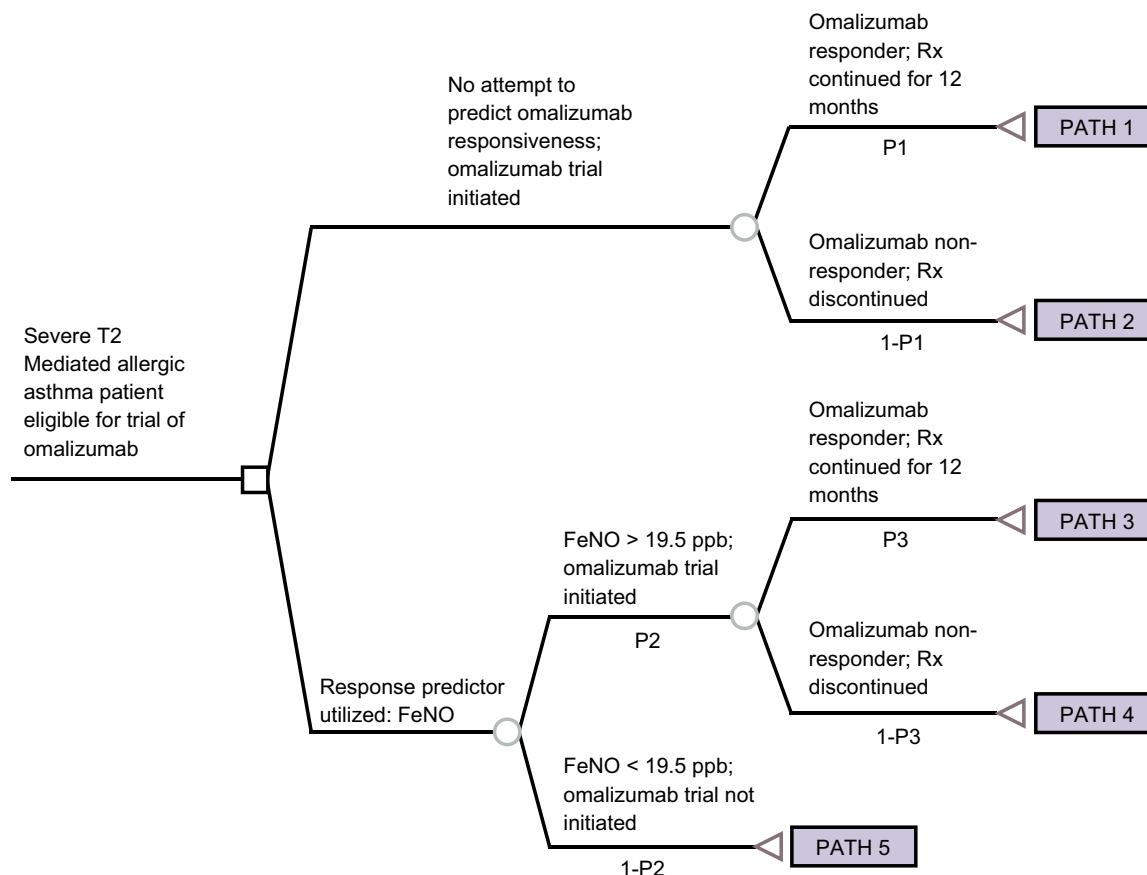 Omalizumab
responder; Rx
continued for 12
months
P1
PATH 1
No attempt to
predict omalizumab
responsiveness;
omalizumab trial
initiated
Omalizumab non-
responder; Rx
discontinued
1-P1
PATH 2
Severe T2
Mediated allergic
asthma patient
eligible for trial of
omalizumab
Omalizumab
responder; Rx
continued for 12
months
P3
PATH 3
FeNO > 19.5 ppb;
omalizumab trial
initiated
P2
Omalizumab non-
responder; Rx
discontinued
1-P3
PATH 4
Response predictor
utilized: FeNO
FeNO < 19.5 ppb;
omalizumab trial not
initiated
1-P2
PATH 5